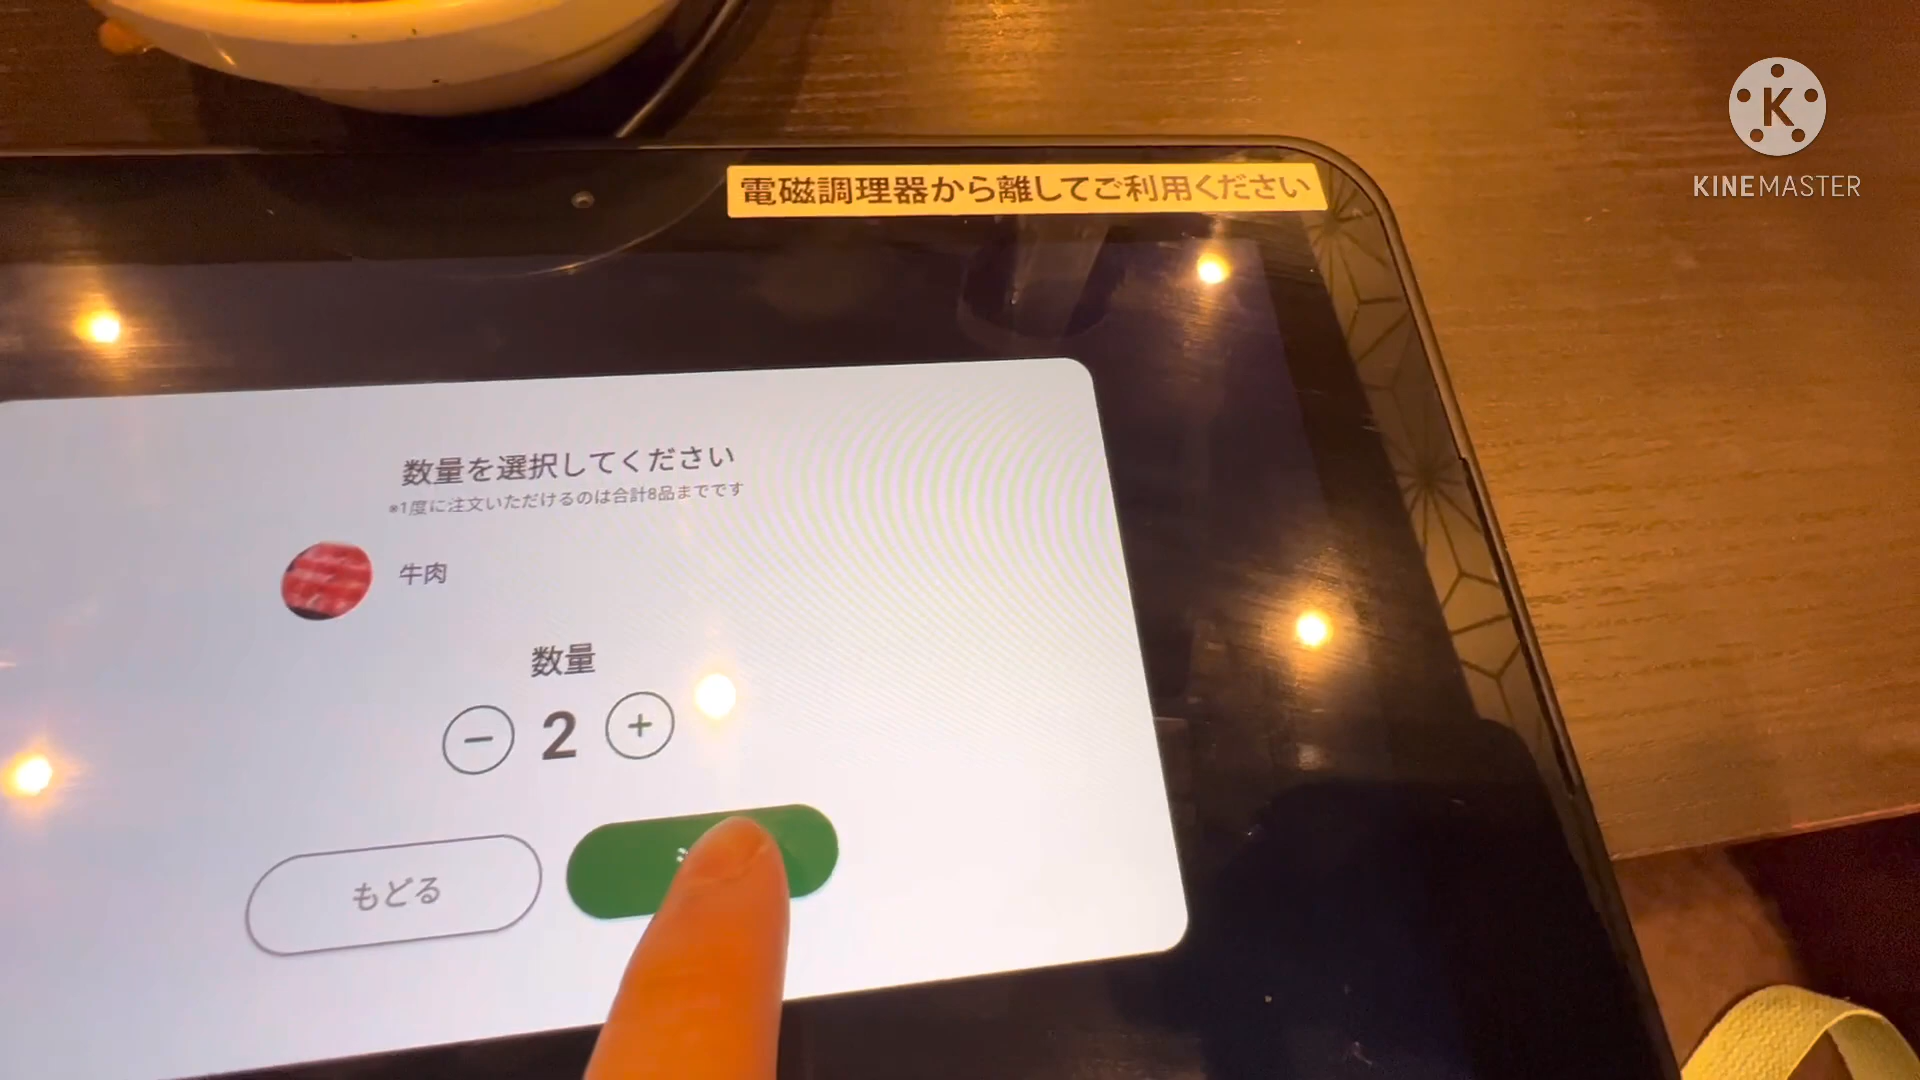 KINEMASTER
電磁調理器から離してご利用ください
数量を選択してください
※1度に注文いただけるのは合計8品までです
牛肉
数量
− 2 +
もどる